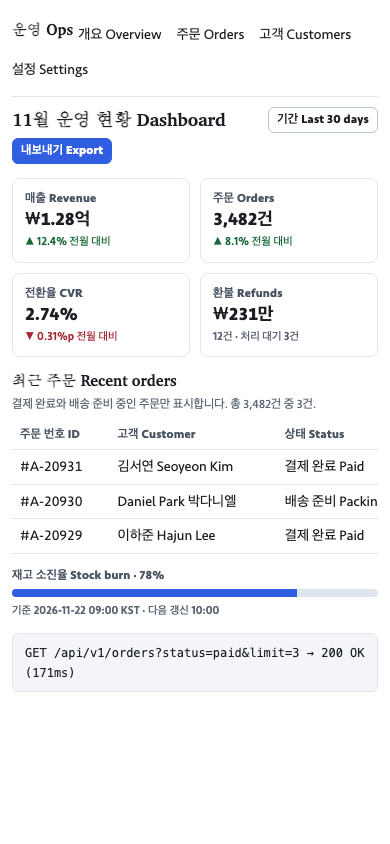 운영 Ops 개요 Overview 주문 Orders 고객 Customers
설정 Settings
11월 운영 현황 Dashboard
기간 Last 30 days
내보내기 Export
매출 Revenue
₩1.28억
▲ 12.4% 전월 대비
주문 Orders
3,482건
▲ 8.1% 전월 대비
전환율 CVR
2.74%
▼ 0.31%p 전월 대비
환불 Refunds
₩231만
12건 · 처리 대기 3건
최근 주문 Recent orders
결제 완료와 배송 준비 중인 주문만 표시합니다. 총 3,482건 중 3건.
주문 번호 ID 고객 Customer 상태 Status
#A-20931 김서연 Seoyeon Kim 결제 완료 Paid
#A-20930 Daniel Park 박다니엘 배송 준비 Packin
#A-20929 이하준 Hajun Lee 결제 완료 Paid
재고 소진율 Stock burn · 78%
기준 2026-11-22 09:00 KST · 다음 갱신 10:00
GET /api/v1/orders?status=paid&limit=3 → 200 OK
(171ms)